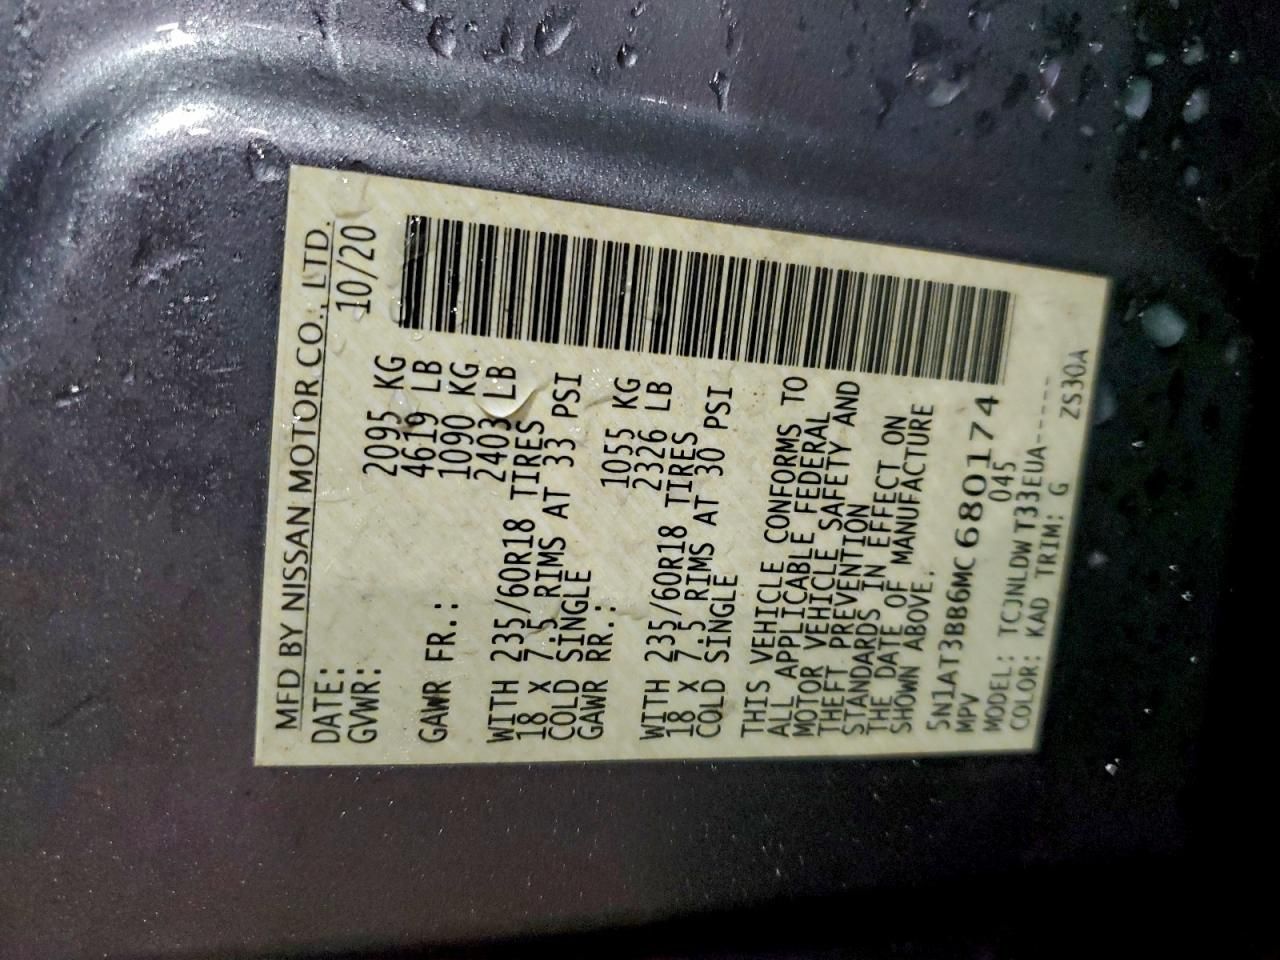 MFD BY NISSAN MOTOR CO., LTD.
DATE: 10/20
GVWR: 2095 KG
4619 LB
GAWR FR.: 1090 KG
2403 LB
WITH 235/60R18 TIRES
18 X 7.5 RIMS AT 33 PSI
COLD SINGLE
GAWR RR.: 1055 KG
2326 LB
WITH 235/60R18 TIRES
18 X 7.5 RIMS AT 30 PSI
COLD SINGLE
THIS VEHICLE CONFORMS TO
ALL APPLICABLE FEDERAL
MOTOR VEHICLE SAFETY AND
THEFT PREVENTION
STANDARDS IN EFFECT ON
THE DATE OF MANUFACTURE
SHOWN ABOVE.
5N1AT3BB6MC680174
MPV 045
MODEL: TCJNLDWT33EUA-----
COLOR: KAD TRIM: G ZS30A